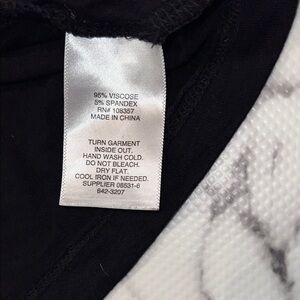 95% VISCOSE
5% SPANDEX
RN# 108357
MADE IN CHINA
TURN GARMENT
INSIDE OUT.
HAND WASH COLD.
DO NOT BLEACH.
DRY FLAT.
COOL IRON IF NEEDED.
SUPPLIER 08531-6
642-3207